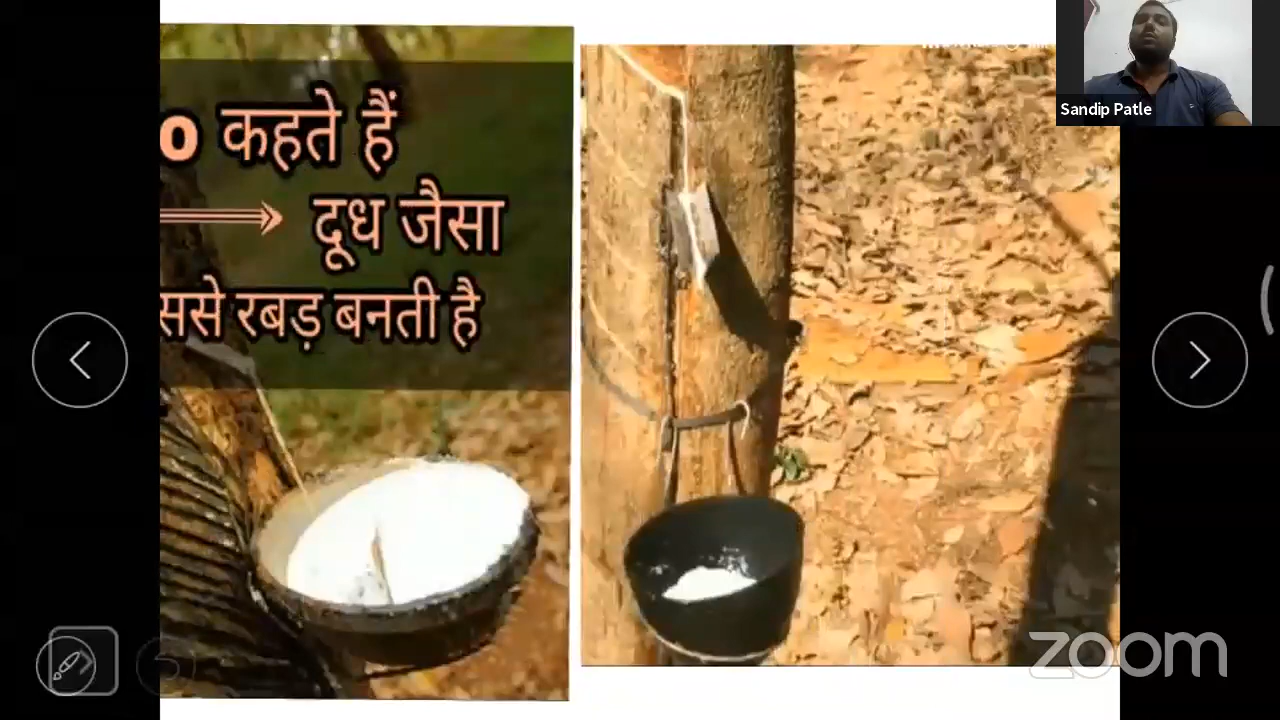 o कहते हैं
दूध जैसा
ससे रबड़ बनती है
Sandip Patle
zoom